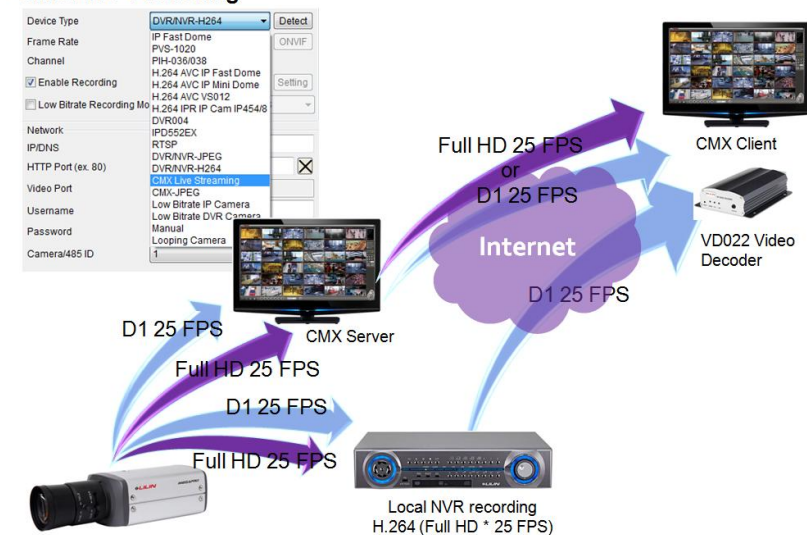 Device Type
DVR/NVR-H264
Detect
Frame Rate
ONVIF
Channel
Enable Recording
Setting
Low Bitrate Recording Mo
Network
IP/DNS
HTTP Port (ex. 80)
Video Port
Username
Password
Camera/485 ID
1
IP Fast Dome
PVS-1020
PIH-036/038
H.264 AVC IP Fast Dome
H.264 AVC IP Mini Dome
H.264 AVC VS012
H.264 IPR IP Cam IP454/8
DVR004
IPD552EX
RTSP
DVR/NVR-JPEG
DVR/NVR-H264
CMX Live Streaming
CMX-JPEG
Low Bitrate IP Camera
Low Bitrate DVR Camera
Manual
Looping Camera
CMX Client
Full HD 25 FPS
or
D1 25 FPS
Internet
VD022 Video
Decoder
D1 25 FPS
CMX Server
D1 25 FPS
Full HD 25 FPS
D1 25 FPS
Full HD 25 FPS
LILIN
LILIN
Local NVR recording
H.264 (Full HD * 25 FPS)